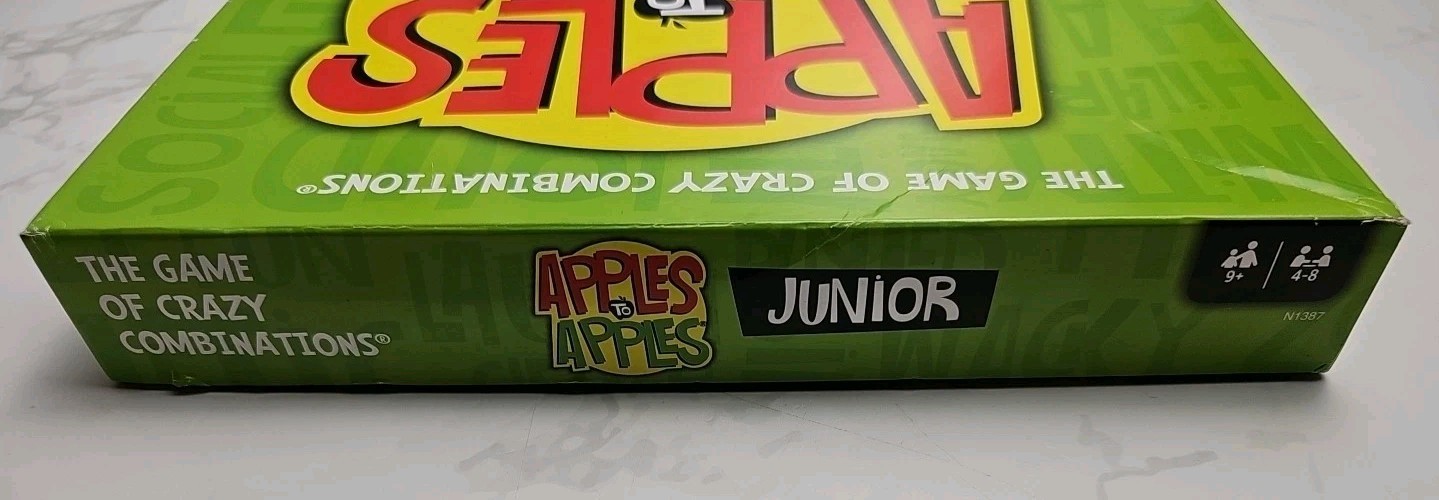 APPLES
TO
THE GAME OF CRAZY COMBINATIONS®
THE GAME
OF CRAZY
COMBINATIONS®
APPLES
TO
APPLES
JUNiOR
9+
4-8
N1387